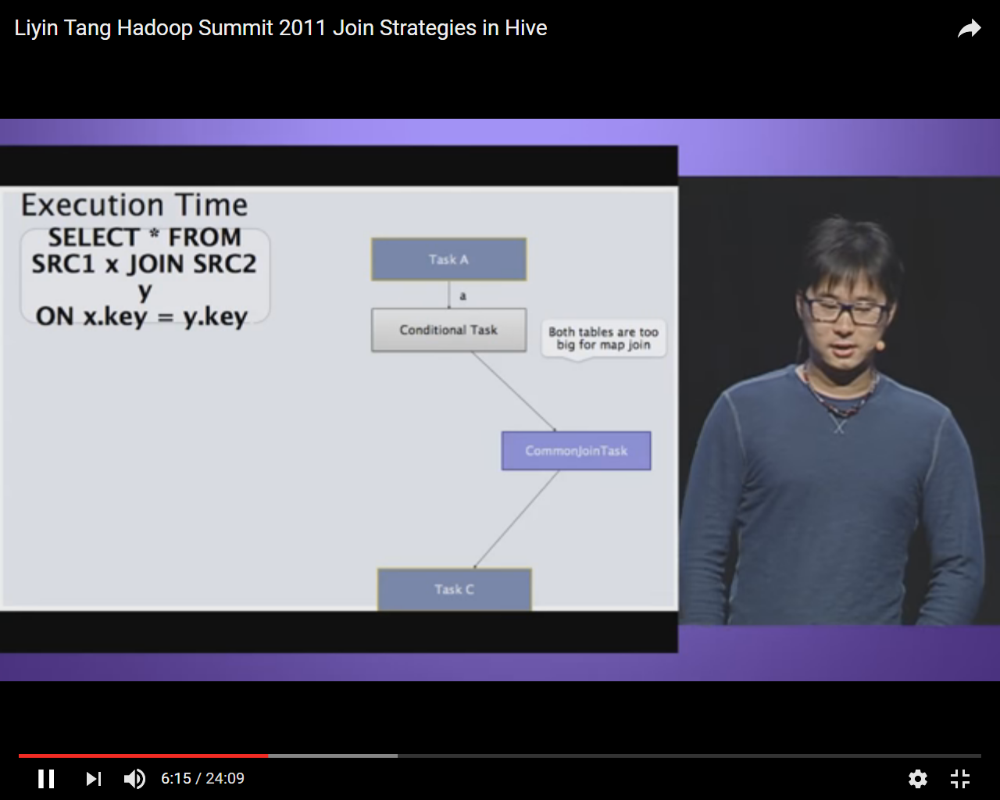 Liyin Tang Hadoop Summit 2011 Join Strategies in Hive
Execution Time
SELECT * FROM
SRC1 x JOIN SRC2
y
ON x.key = y.key
Task A
a
Conditional Task
Both tables are too
big for map join
CommonJoinTask
Task C
6:15 / 24:09